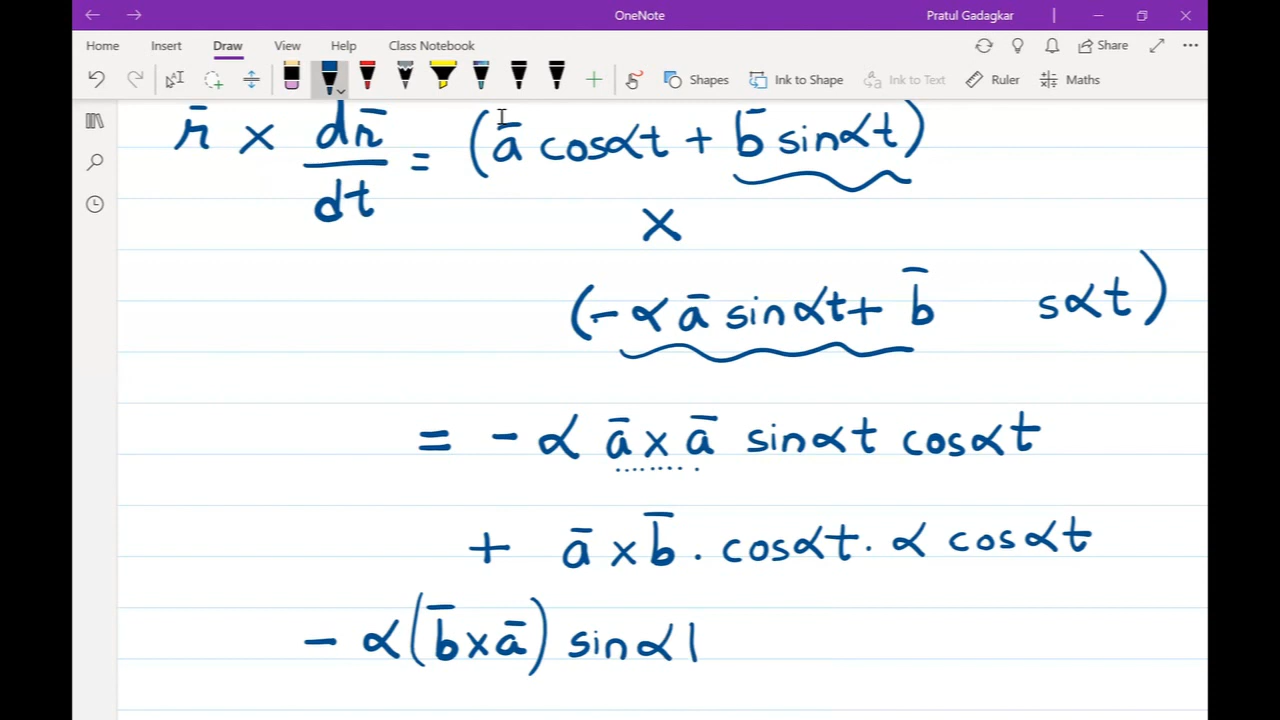 OneNote
Pratul Gadagkar
Home Insert Draw View Help Class Notebook
Share
Shapes Ink to Shape Ink to Text Ruler Maths
r̄ × dr̄/dt = (ā cosαt + b̄ sinαt)
×
(-α ā sinαt + b̄ sαt)
= - α ā × ā sinαt cosαt
+ ā × b̄ . cosαt . α cosαt
- α(b̄ × ā) sinα